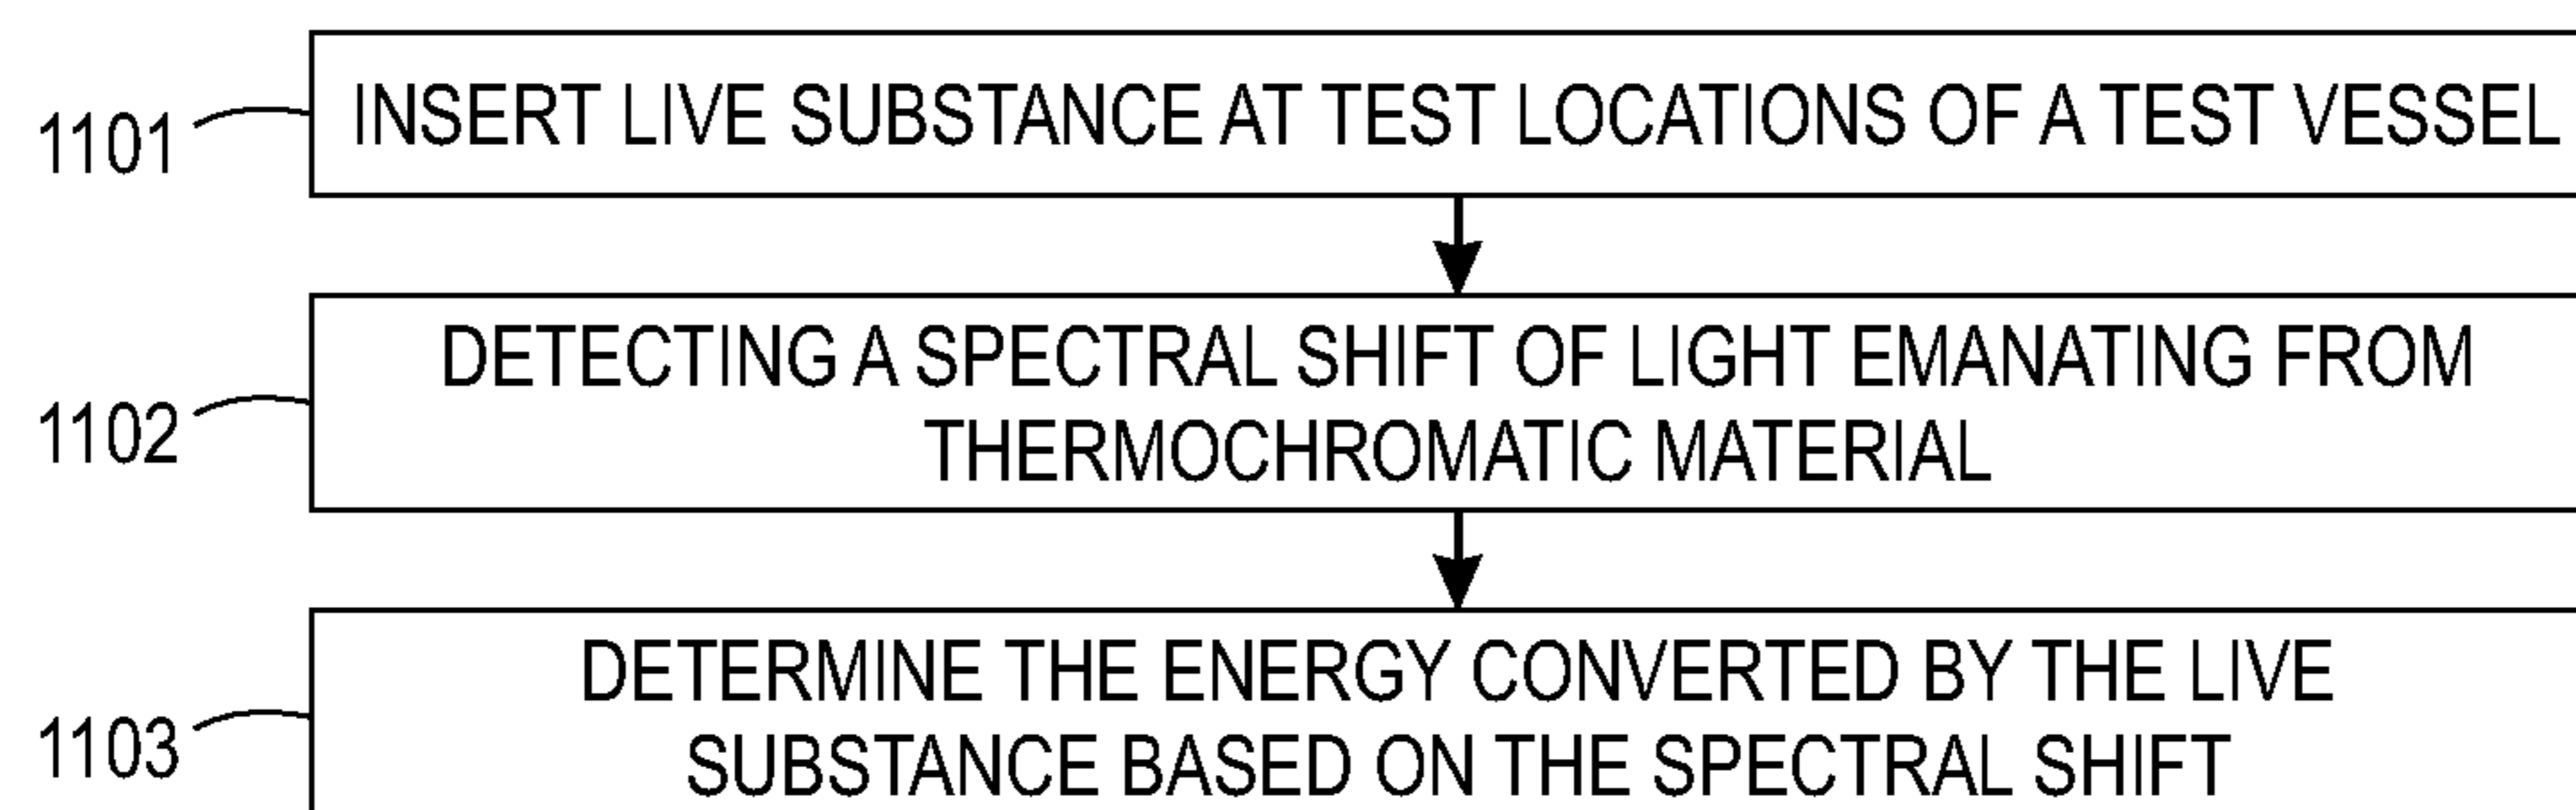 1101 INSERT LIVE SUBSTANCE AT TEST LOCATIONS OF A TEST VESSEL
1102 DETECTING A SPECTRAL SHIFT OF LIGHT EMANATING FROM
THERMOCHROMATIC MATERIAL
1103 DETERMINE THE ENERGY CONVERTED BY THE LIVE
SUBSTANCE BASED ON THE SPECTRAL SHIFT